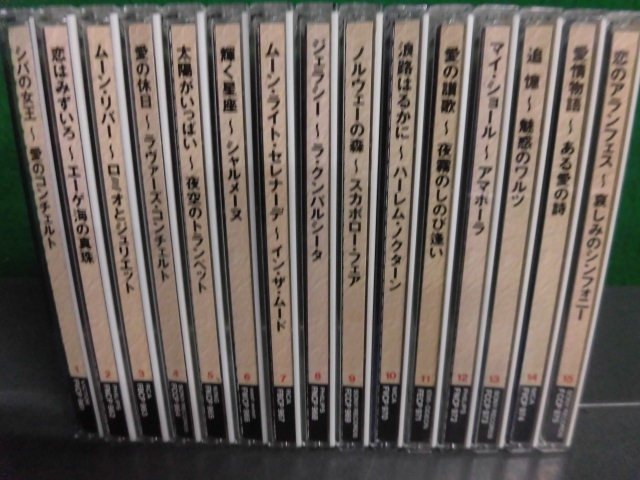 シバの女王 ～ 愛のコンチェルト
1
恋はみずいろ ～ エーゲ海の真珠
2
ムーン・リバー ～ ロミオとジュリエット
3
愛の休日 ～ ラヴァーズ・コンチェルト
4
太陽がいっぱい ～ 夜空のトランペット
5
輝く星座 ～ シャルメーヌ
6
ムーン・ライト・セレナーデ ～ イン・ザ・ムード
7
ジェラシー ～ ラ・クンパルシータ
8
ノルウェーの森 ～ スカボロー・フェア
9
浪路はるかに ～ ハーレム・ノクターン
10
愛の讃歌 ～ 夜霧のしのび逢い
11
マイ・ショール ～ アマポーラ
12
追憶 ～ 魅惑のワルツ
13
愛情物語 ～ ある愛の詩
14
恋のアランフェス ～ 哀しみのシンフォニー
15